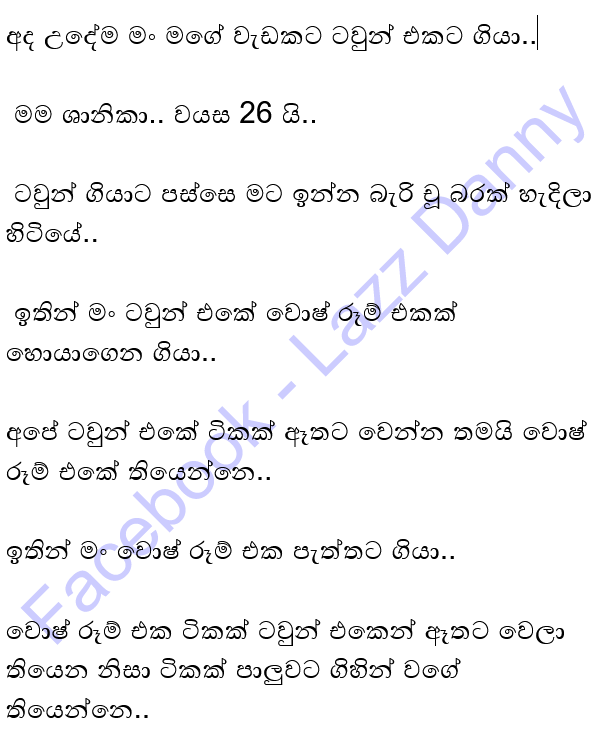 අද උදේම මං මගේ වැඩකට ටවුන් එකට ගියා..
මම ශානිකා.. වයස 26 යි..
ටවුන් ගියාට පස්සෙ මට ඉන්න බැරි චූ බරක් හැදිලා
හිටියේ..
ඉතින් මං ටවුන් එකේ වොෂ් රූම් එකක්
හොයාගෙන ගියා..
අපේ ටවුන් එකේ ටිකක් ඈතට වෙන්න තමයි වොෂ්
රූම් එකේ තියෙන්නෙ..
ඉතින් මං වොෂ් රූම් එක පැත්තට ගියා..
වොෂ් රූම් එක ටිකක් ටවුන් එකෙන් ඈතට වෙලා
තියෙන නිසා ටිකක් පාලුවට ගිහින් වගේ
තියෙන්නෙ..
Facebook - Lazz Danny